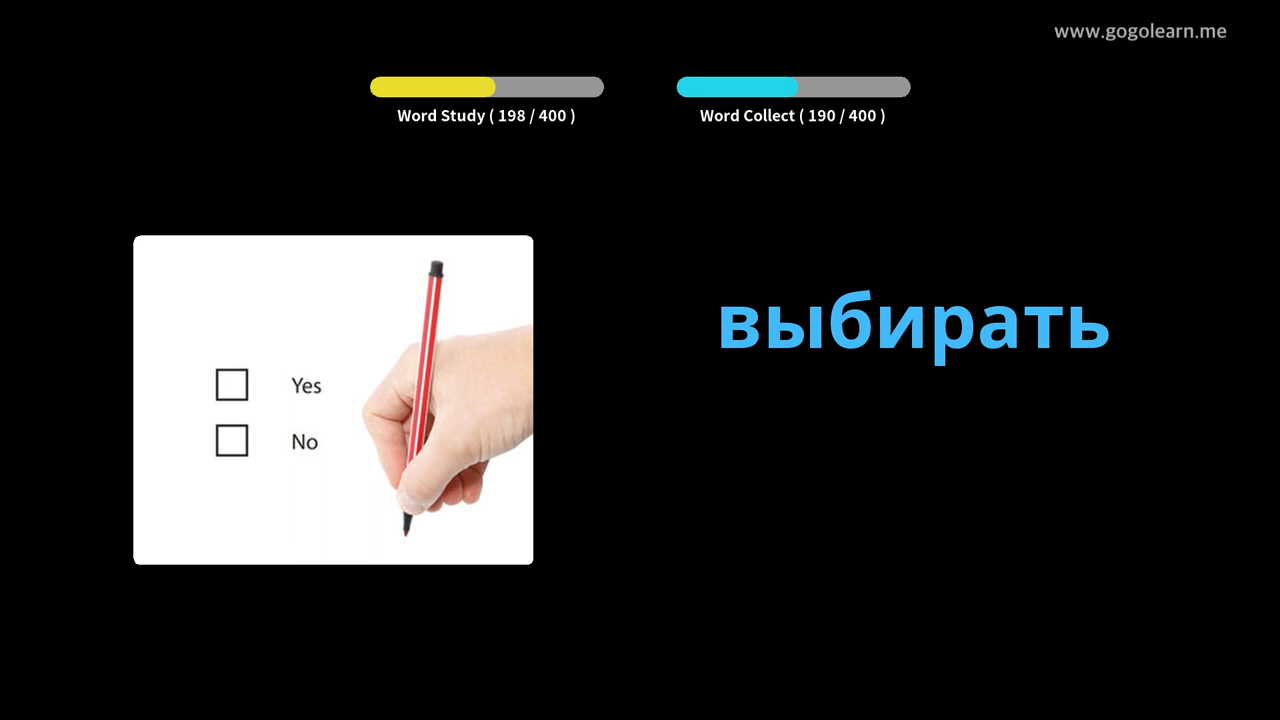 www.gogolearn.me
Word Study ( 198 / 400 )
Word Collect ( 190 / 400 )
выбирать
Yes
No